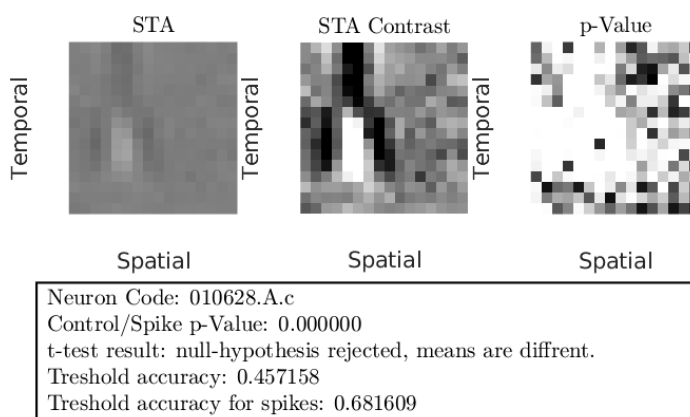 STA
STA Contrast
p-Value
Temporal
Temporal
Temporal
Spatial
Spatial
Spatial
Neuron Code: 010628.A.c
Control/Spike p-Value: 0.000000
t-test result: null-hypothesis rejected, means are diffrent.
Treshold accuracy: 0.457158
Treshold accuracy for spikes: 0.681609